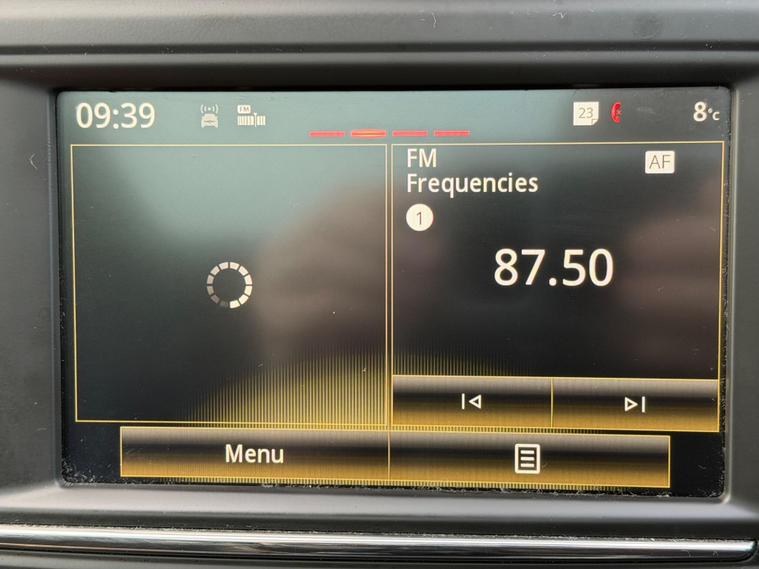 09:39
FM
23
8°C
FM
Frequencies
AF
1
87.50
Menu